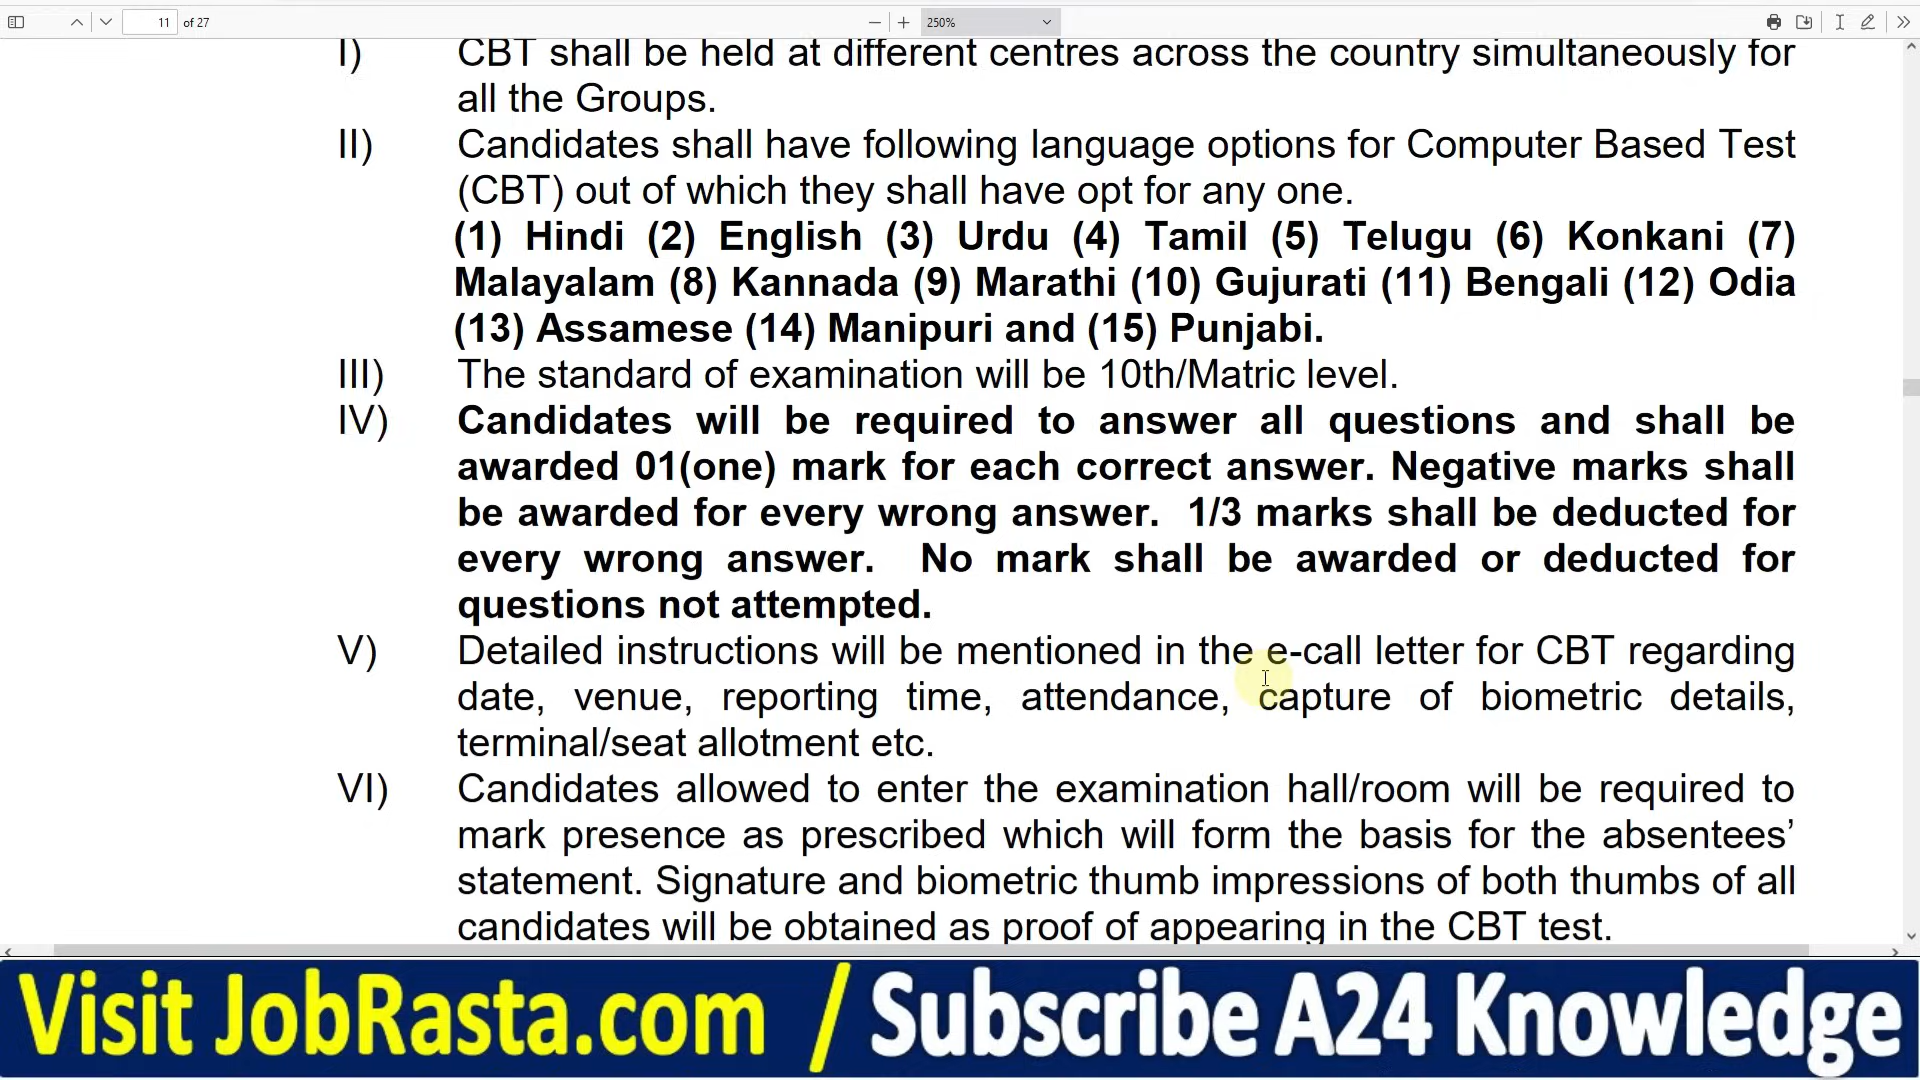 11 of 27
250%
I) CBT shall be held at different centres across the country simultaneously for
all the Groups.
II) Candidates shall have following language options for Computer Based Test
(CBT) out of which they shall have opt for any one.
(1) Hindi (2) English (3) Urdu (4) Tamil (5) Telugu (6) Konkani (7)
Malayalam (8) Kannada (9) Marathi (10) Gujurati (11) Bengali (12) Odia
(13) Assamese (14) Manipuri and (15) Punjabi.
III) The standard of examination will be 10th/Matric level.
IV) Candidates will be required to answer all questions and shall be
awarded 01(one) mark for each correct answer. Negative marks shall
be awarded for every wrong answer. 1/3 marks shall be deducted for
every wrong answer. No mark shall be awarded or deducted for
questions not attempted.
V) Detailed instructions will be mentioned in the e-call letter for CBT regarding
date, venue, reporting time, attendance, capture of biometric details,
terminal/seat allotment etc.
VI) Candidates allowed to enter the examination hall/room will be required to
mark presence as prescribed which will form the basis for the absentees’
statement. Signature and biometric thumb impressions of both thumbs of all
candidates will be obtained as proof of appearing in the CBT test.
Visit JobRasta.com / Subscribe A24 Knowledge